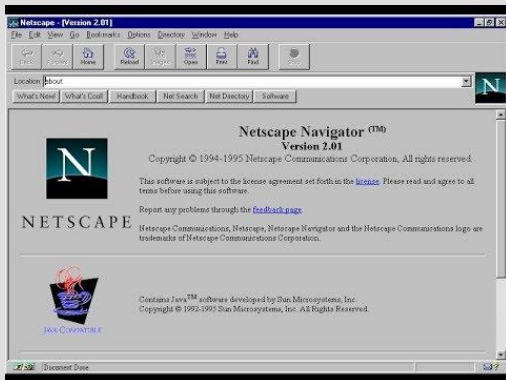 Netscape - [Version 2.01]
File Edit View Go Bookmarks Options Directory Window Help
Back Forward Home Reload Images Open Print Find Stop
Location: about:
What's New! What's Cool! Handbook Net Search Net Directory Software
N
N
NETSCAPE
Netscape Navigator (TM)
Version 2.01
Copyright © 1994-1995 Netscape Communications Corporation, All rights reserved.
This software is subject to the license agreement set forth in the license. Please read and agree to all
terms before using this software.
Report any problems through the feedback page.
Netscape Communications, Netscape, Netscape Navigator and the Netscape Communications logo are
trademarks of Netscape Communications Corporation.
JAVA COMPATIBLE
Contains Java™ software developed by Sun Microsystems, Inc.
Copyright © 1992-1995 Sun Microsystems, Inc. All Rights Reserved.
Document: Done